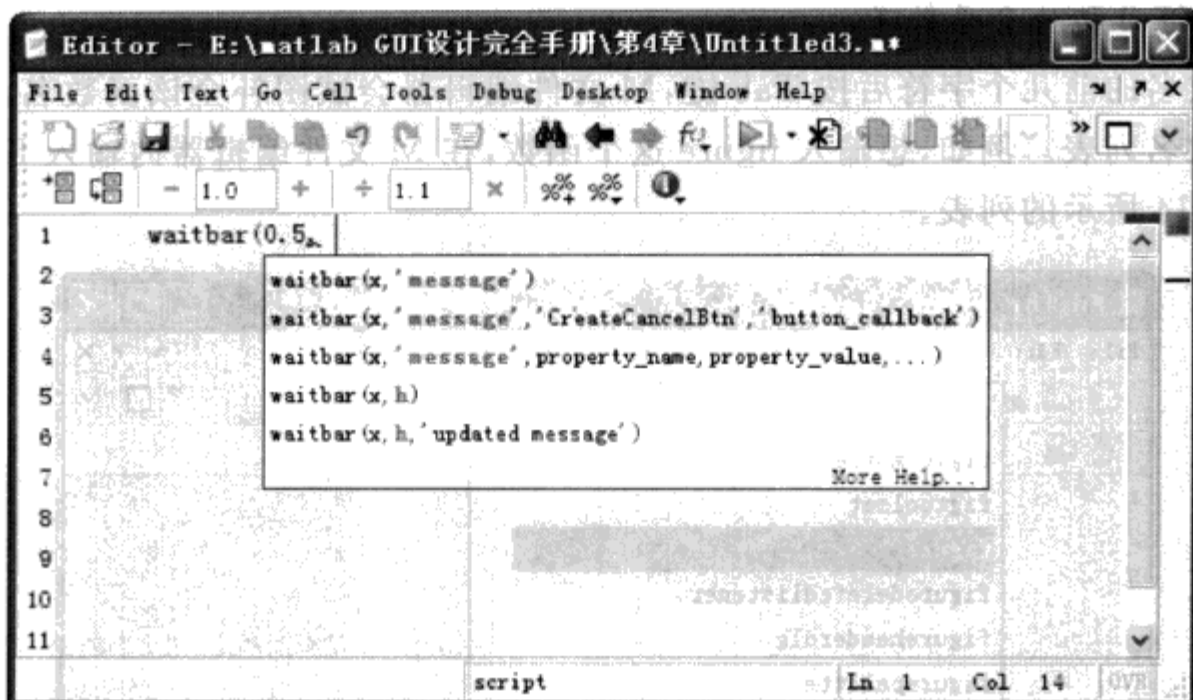 Editor - E:\matlab GUI设计完全手册\第4章\Untitled3.m*
File Edit Text Go Cell Tools Debug Desktop Window Help
1.0 1.1
1 waitbar(0.5,
2 waitbar(x,'message')
3 waitbar(x,'message','CreateCancelBtn','button_callback')
4 waitbar(x,'message',property_name,property_value,...)
5 waitbar(x,h)
6 waitbar(x,h,'updated message')
7 More Help...
8
9
10
11
script Ln 1 Col 14 OVR